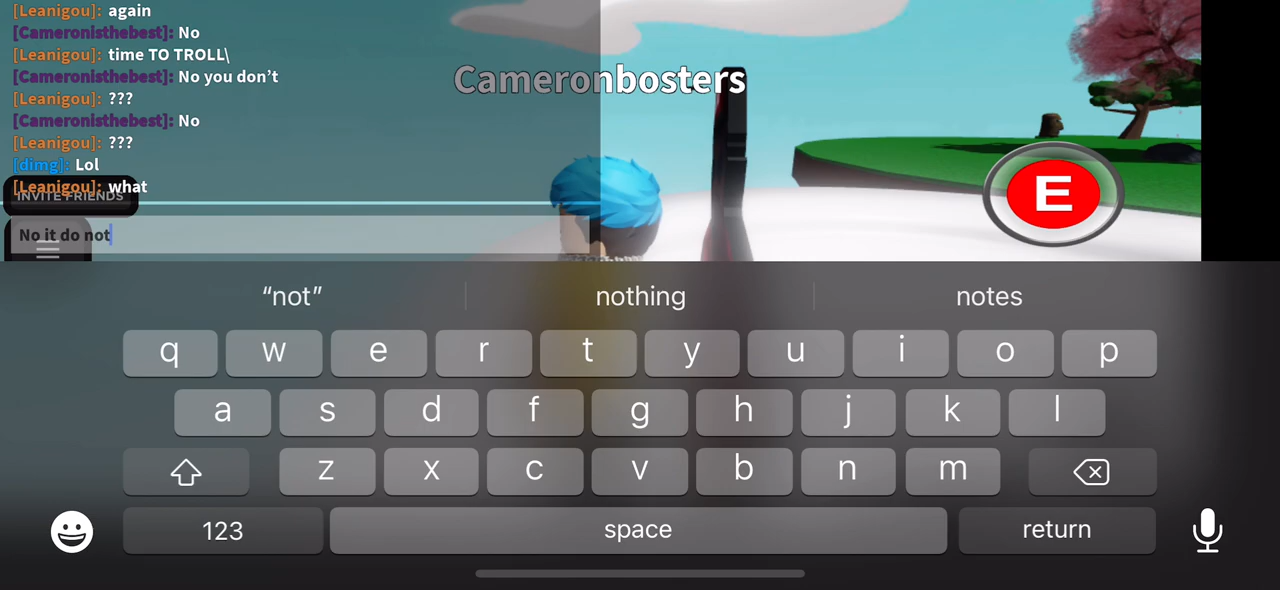 [Leanigou]: again
[Cameronisthebest]: No
[Leanigou]: time TO TROLL\
[Cameronisthebest]: No you don’t
[Leanigou]: ???
[Cameronisthebest]: No
[Leanigou]: ???
[dimg]: Lol
[Leanigou]: what
INVITE FRIENDS
No it do not
Cameronbosters
E
“not” nothing notes
q w e r t y u i o p
a s d f g h j k l
z x c v b n m
123 space return